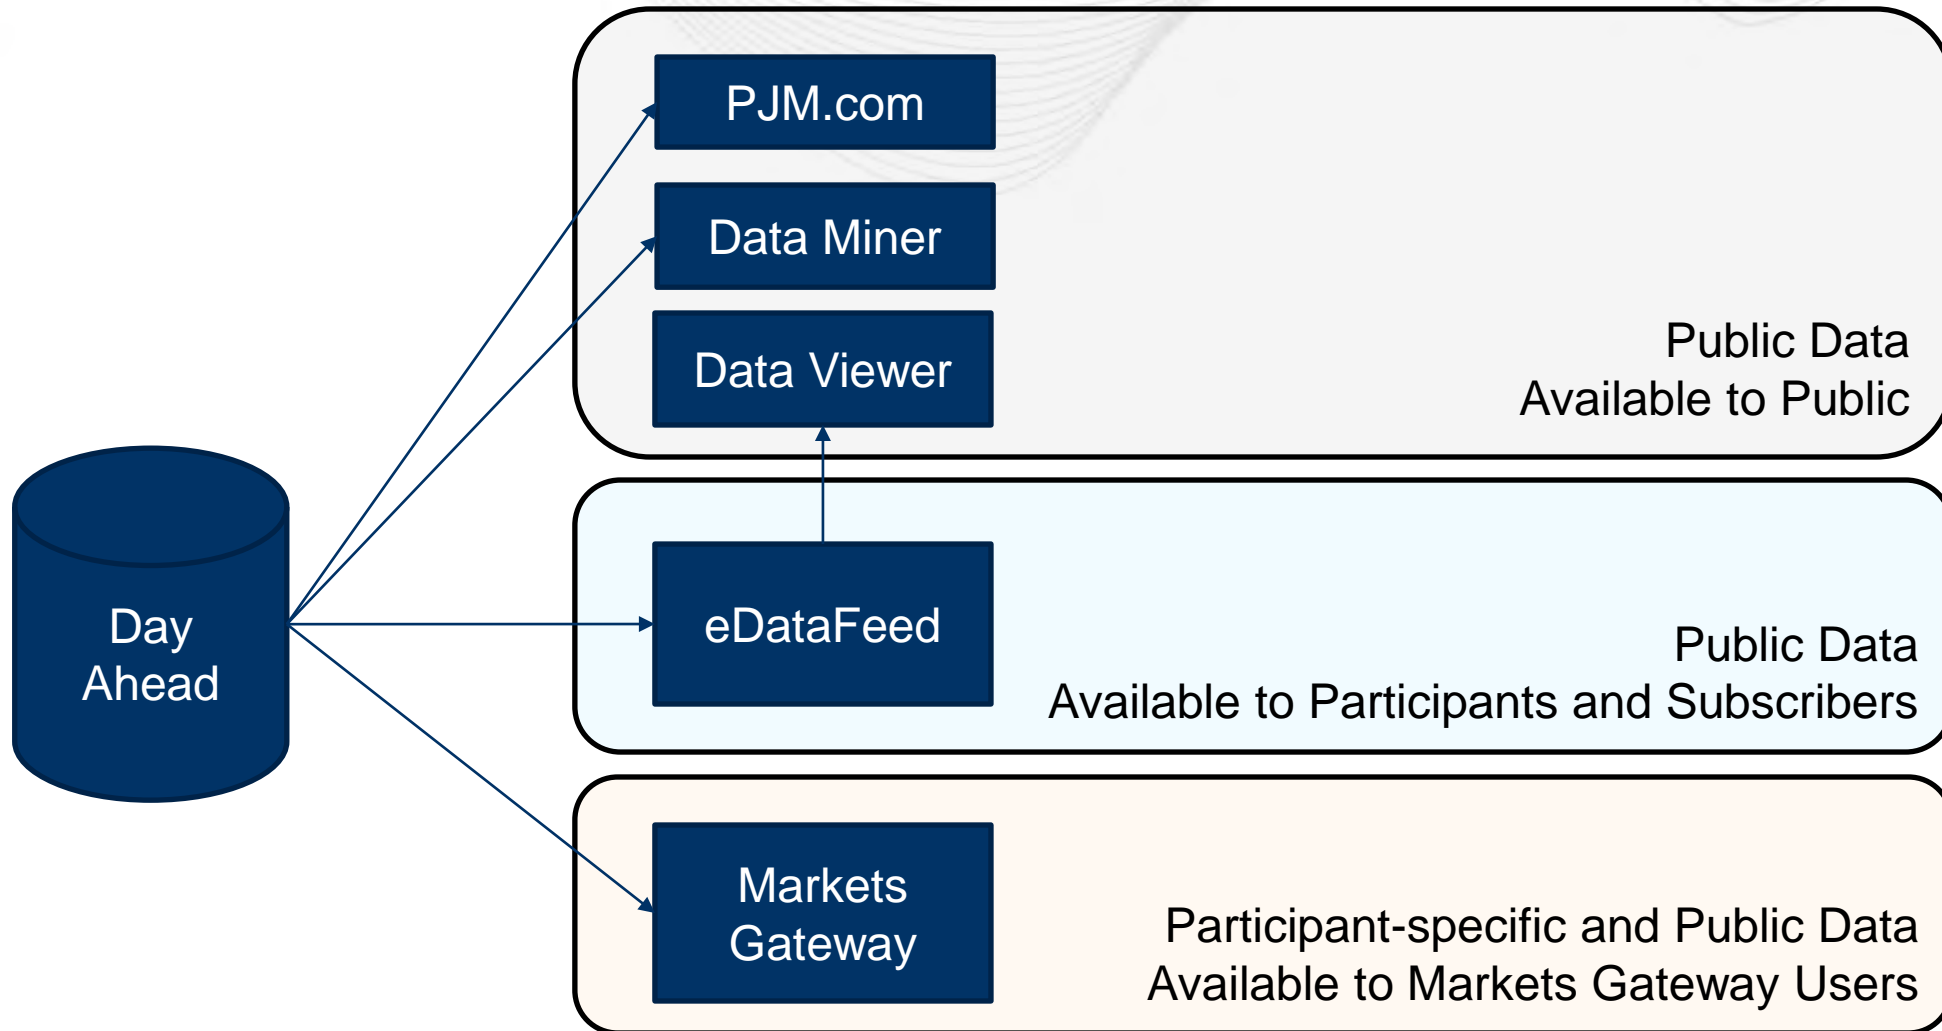 PJM.com
Data Miner
Data Viewer
Public Data
Available to Public
Day
Ahead
eDataFeed
Public Data
Available to Participants and Subscribers
Markets
Gateway
Participant-specific and Public Data
Available to Markets Gateway Users